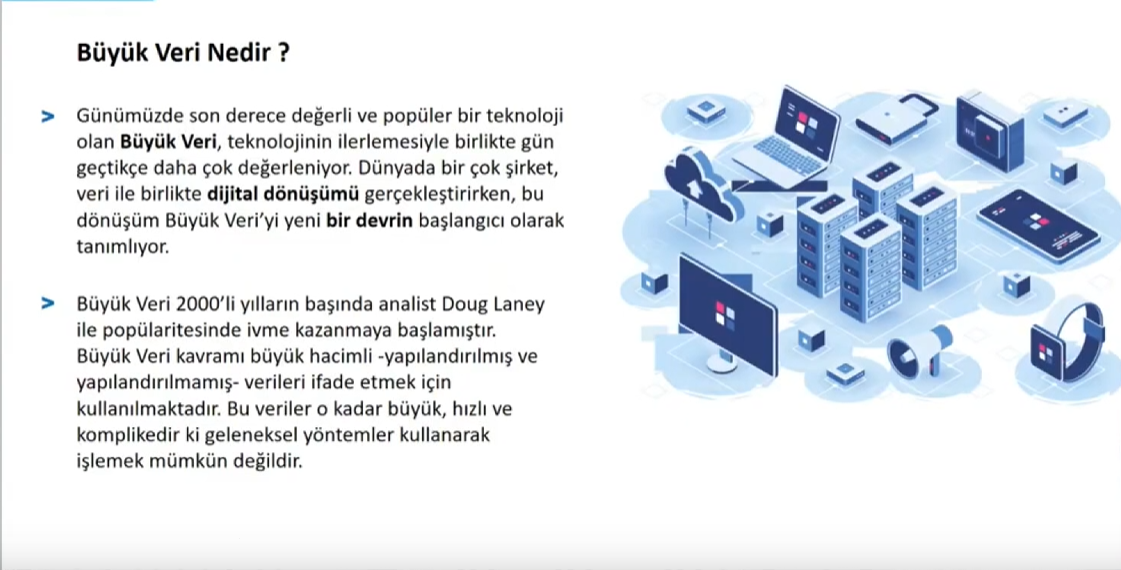 Büyük Veri Nedir ?
> Günümüzde son derece değerli ve popüler bir teknoloji
olan Büyük Veri, teknolojinin ilerlemesiyle birlikte gün
geçtikçe daha çok değerleniyor. Dünyada bir çok şirket,
veri ile birlikte dijital dönüşümü gerçekleştirirken, bu
dönüşüm Büyük Veri’yi yeni bir devrin başlangıcı olarak
tanımlıyor.
> Büyük Veri 2000’li yılların başında analist Doug Laney
ile popülaritesinde ivme kazanmaya başlamıştır.
Büyük Veri kavramı büyük hacimli -yapılandırılmış ve
yapılandırılmamış- verileri ifade etmek için
kullanılmaktadır. Bu veriler o kadar büyük, hızlı ve
komplikedir ki geleneksel yöntemler kullanarak
işlemek mümkün değildir.